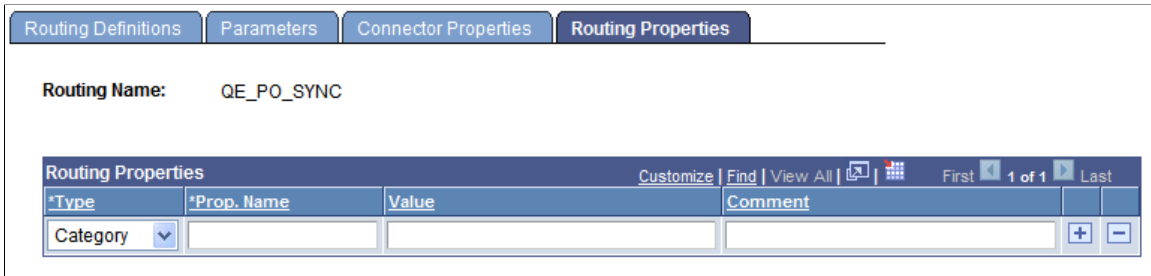 Routing Definitions Parameters Connector Properties Routing Properties
Routing Name: QE_PO_SYNC
Routing Properties Customize | Find | View All | | First 1 of 1 Last
*Type *Prop. Name Value Comment
Category